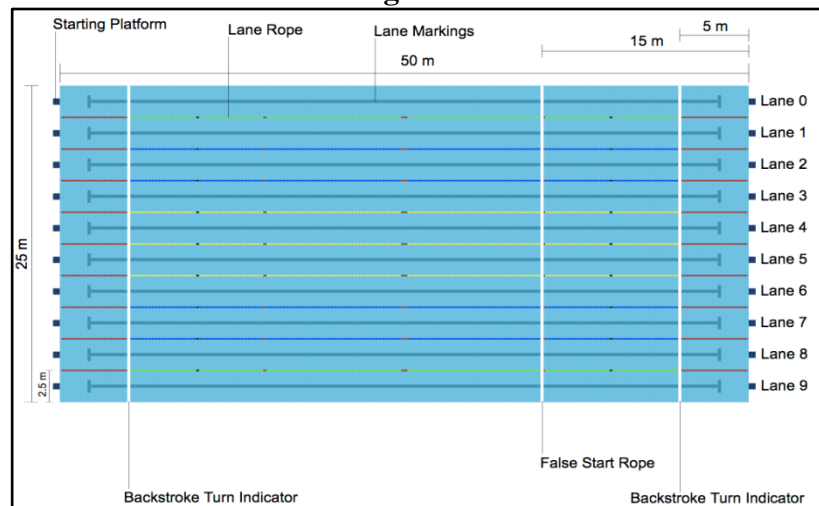 Starting Platform
Lane Rope
Lane Markings
5 m
15 m
50 m
Lane 0
Lane 1
Lane 2
Lane 3
Lane 4
Lane 5
Lane 6
Lane 7
Lane 8
Lane 9
25 m
2.5 m
False Start Rope
Backstroke Turn Indicator
Backstroke Turn Indicator